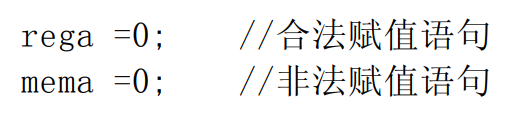 rega =0;    //合法赋值语句
mema =0;    //非法赋值语句